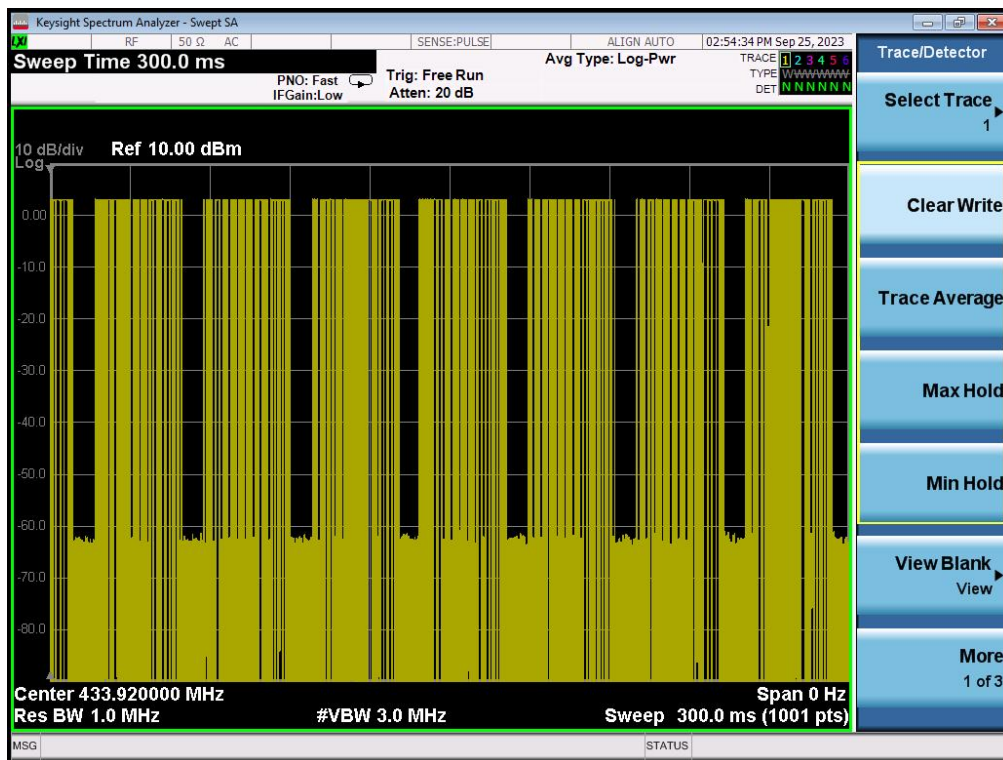 Keysight Spectrum Analyzer - Swept SA
LXI RF 50 Ω AC SENSE:PULSE ALIGN AUTO 02:54:34 PM Sep 25, 2023
Sweep Time 300.0 ms
PNO: Fast
IFGain:Low
Trig: Free Run
Atten: 20 dB
Avg Type: Log-Pwr
TRACE 1 2 3 4 5 6
TYPE WWWWWW
DET N N N N N N
10 dB/div Ref 10.00 dBm
Log
0.00
-10.0
-20.0
-30.0
-40.0
-50.0
-60.0
-70.0
-80.0
Center 433.920000 MHz Span 0 Hz
Res BW 1.0 MHz #VBW 3.0 MHz Sweep 300.0 ms (1001 pts)
MSG STATUS
Trace/Detector
Select Trace
1
Clear Write
Trace Average
Max Hold
Min Hold
View Blank
View
More
1 of 3